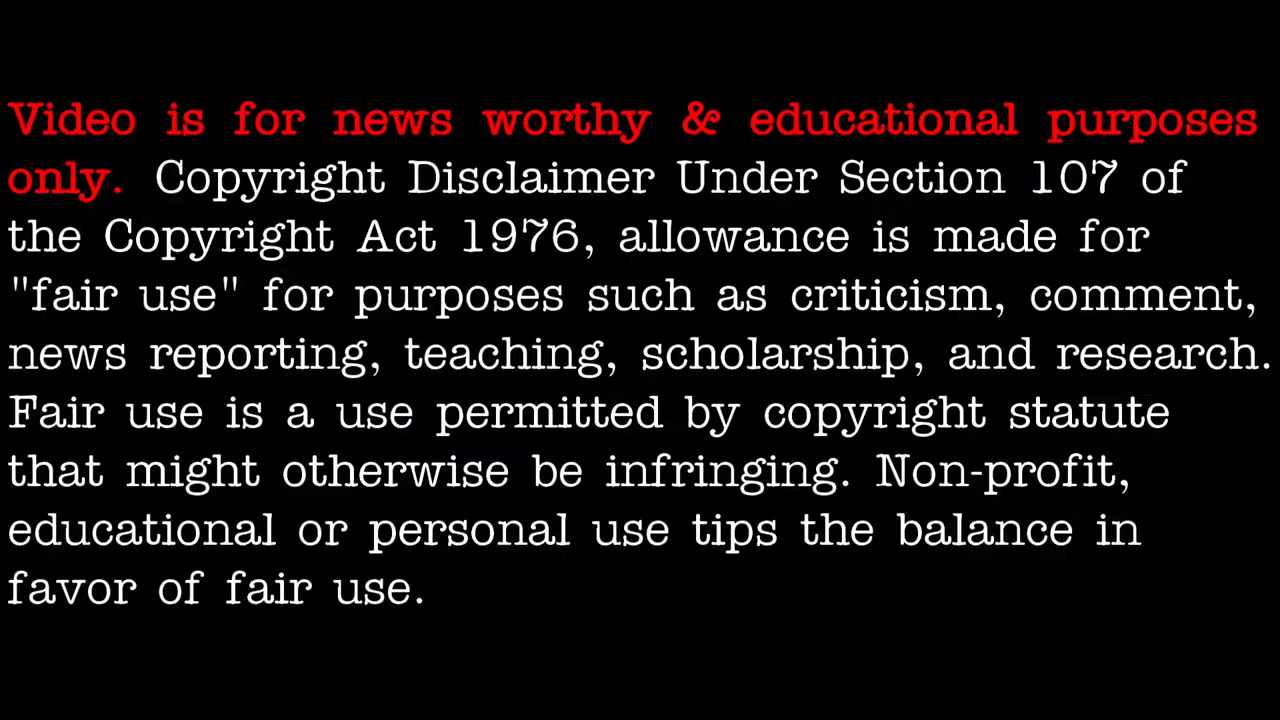 Video is for news worthy & educational purposes
only. Copyright Disclaimer Under Section 107 of
the Copyright Act 1976, allowance is made for
"fair use" for purposes such as criticism, comment,
news reporting, teaching, scholarship, and research.
Fair use is a use permitted by copyright statute
that might otherwise be infringing. Non-profit,
educational or personal use tips the balance in
favor of fair use.